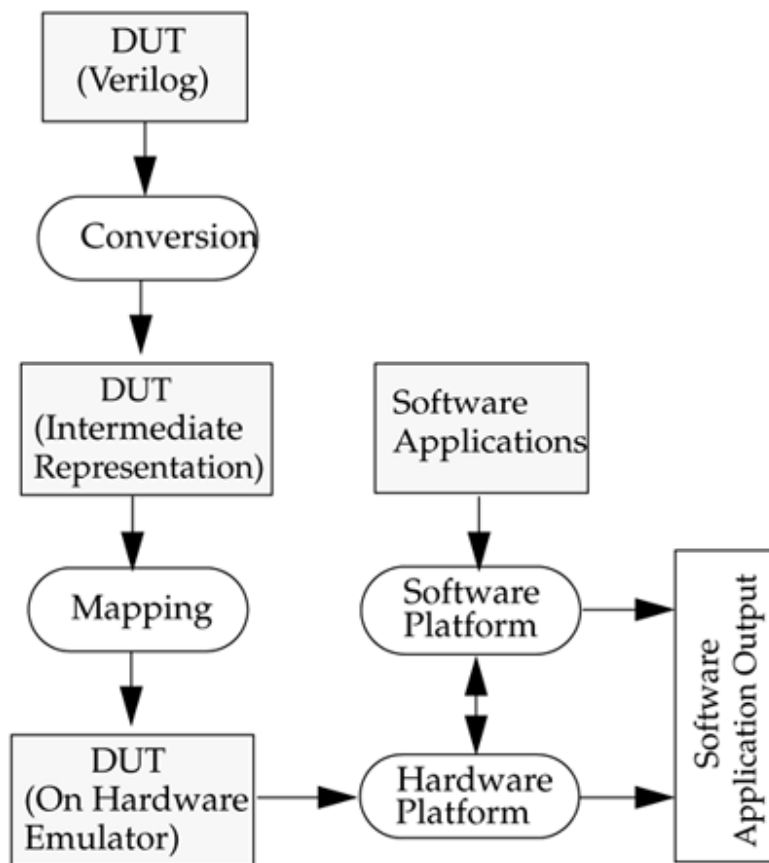 DUT
(Verilog)
Conversion
DUT
(Intermediate
Representation)
Software
Applications
Mapping
Software
Platform
DUT
(On Hardware
Emulator)
Hardware
Platform
Software
Application Output